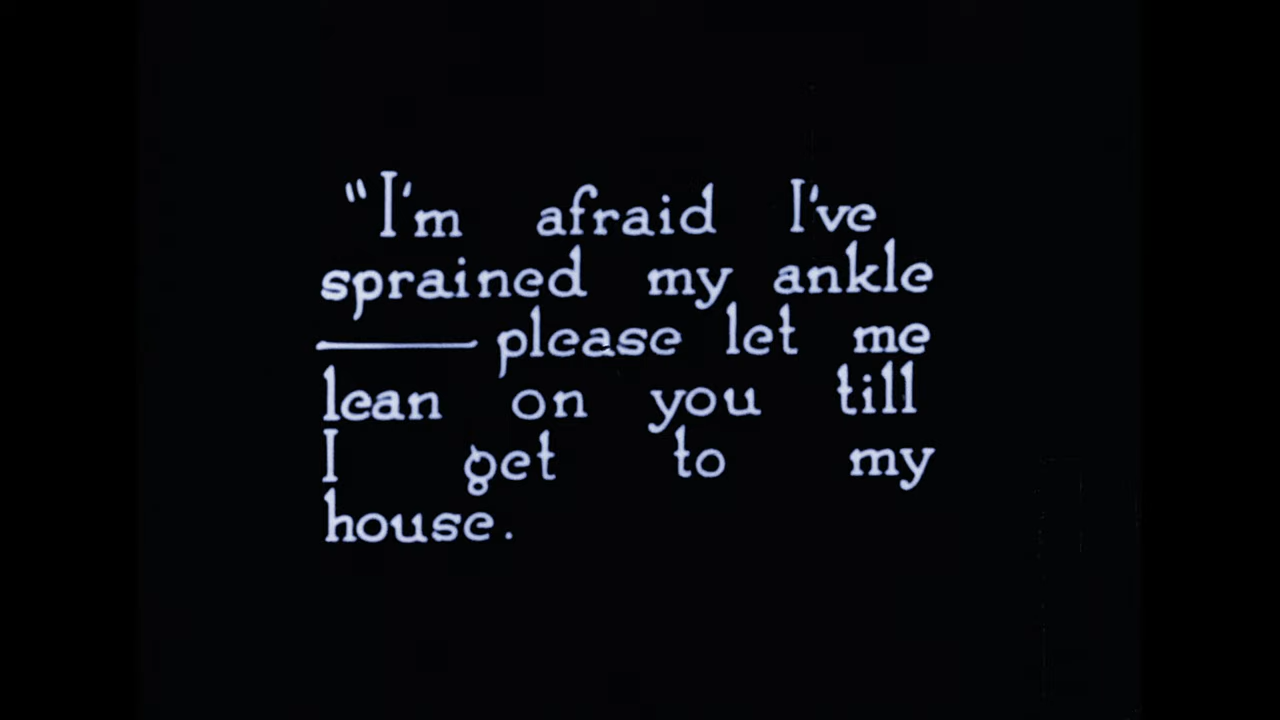 "I'm afraid I've
sprained my ankle
——— please let me
lean on you till
I get to my
house.